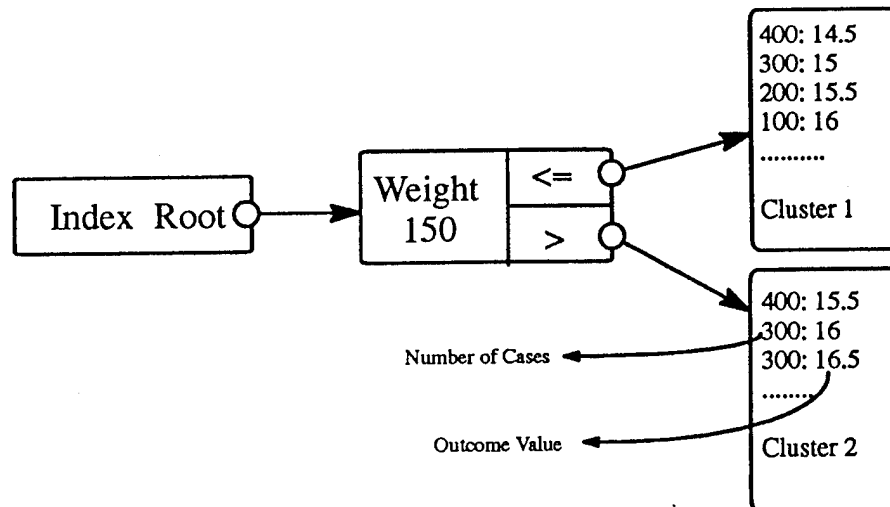 Index Root
Weight
150
<=
>
400: 14.5
300: 15
200: 15.5
100: 16
...........
Cluster 1
400: 15.5
300: 16
300: 16.5
.........
Cluster 2
Number of Cases
Outcome Value